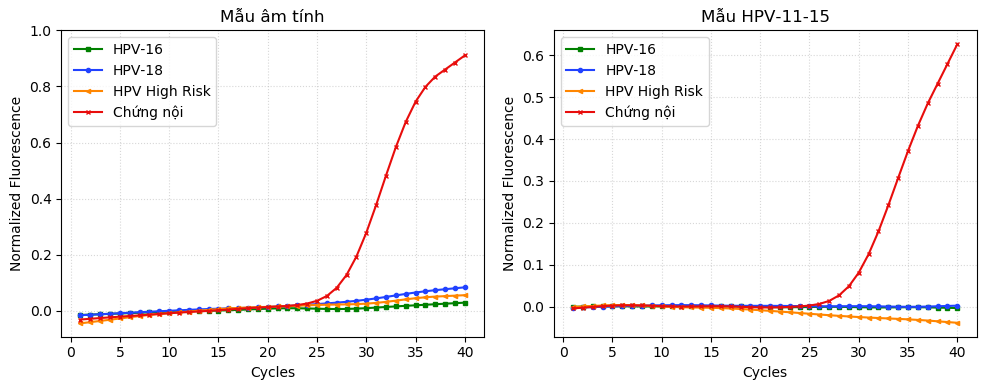 Mẫu âm tính
Normalized Fluorescence
1.0
0.8
0.6
0.4
0.2
0.0
HPV-16
HPV-18
HPV High Risk
Chứng nội
0 5 10 15 20 25 30 35 40
Cycles
Mẫu HPV-11-15
Normalized Fluorescence
0.6
0.5
0.4
0.3
0.2
0.1
0.0
HPV-16
HPV-18
HPV High Risk
Chứng nội
0 5 10 15 20 25 30 35 40
Cycles